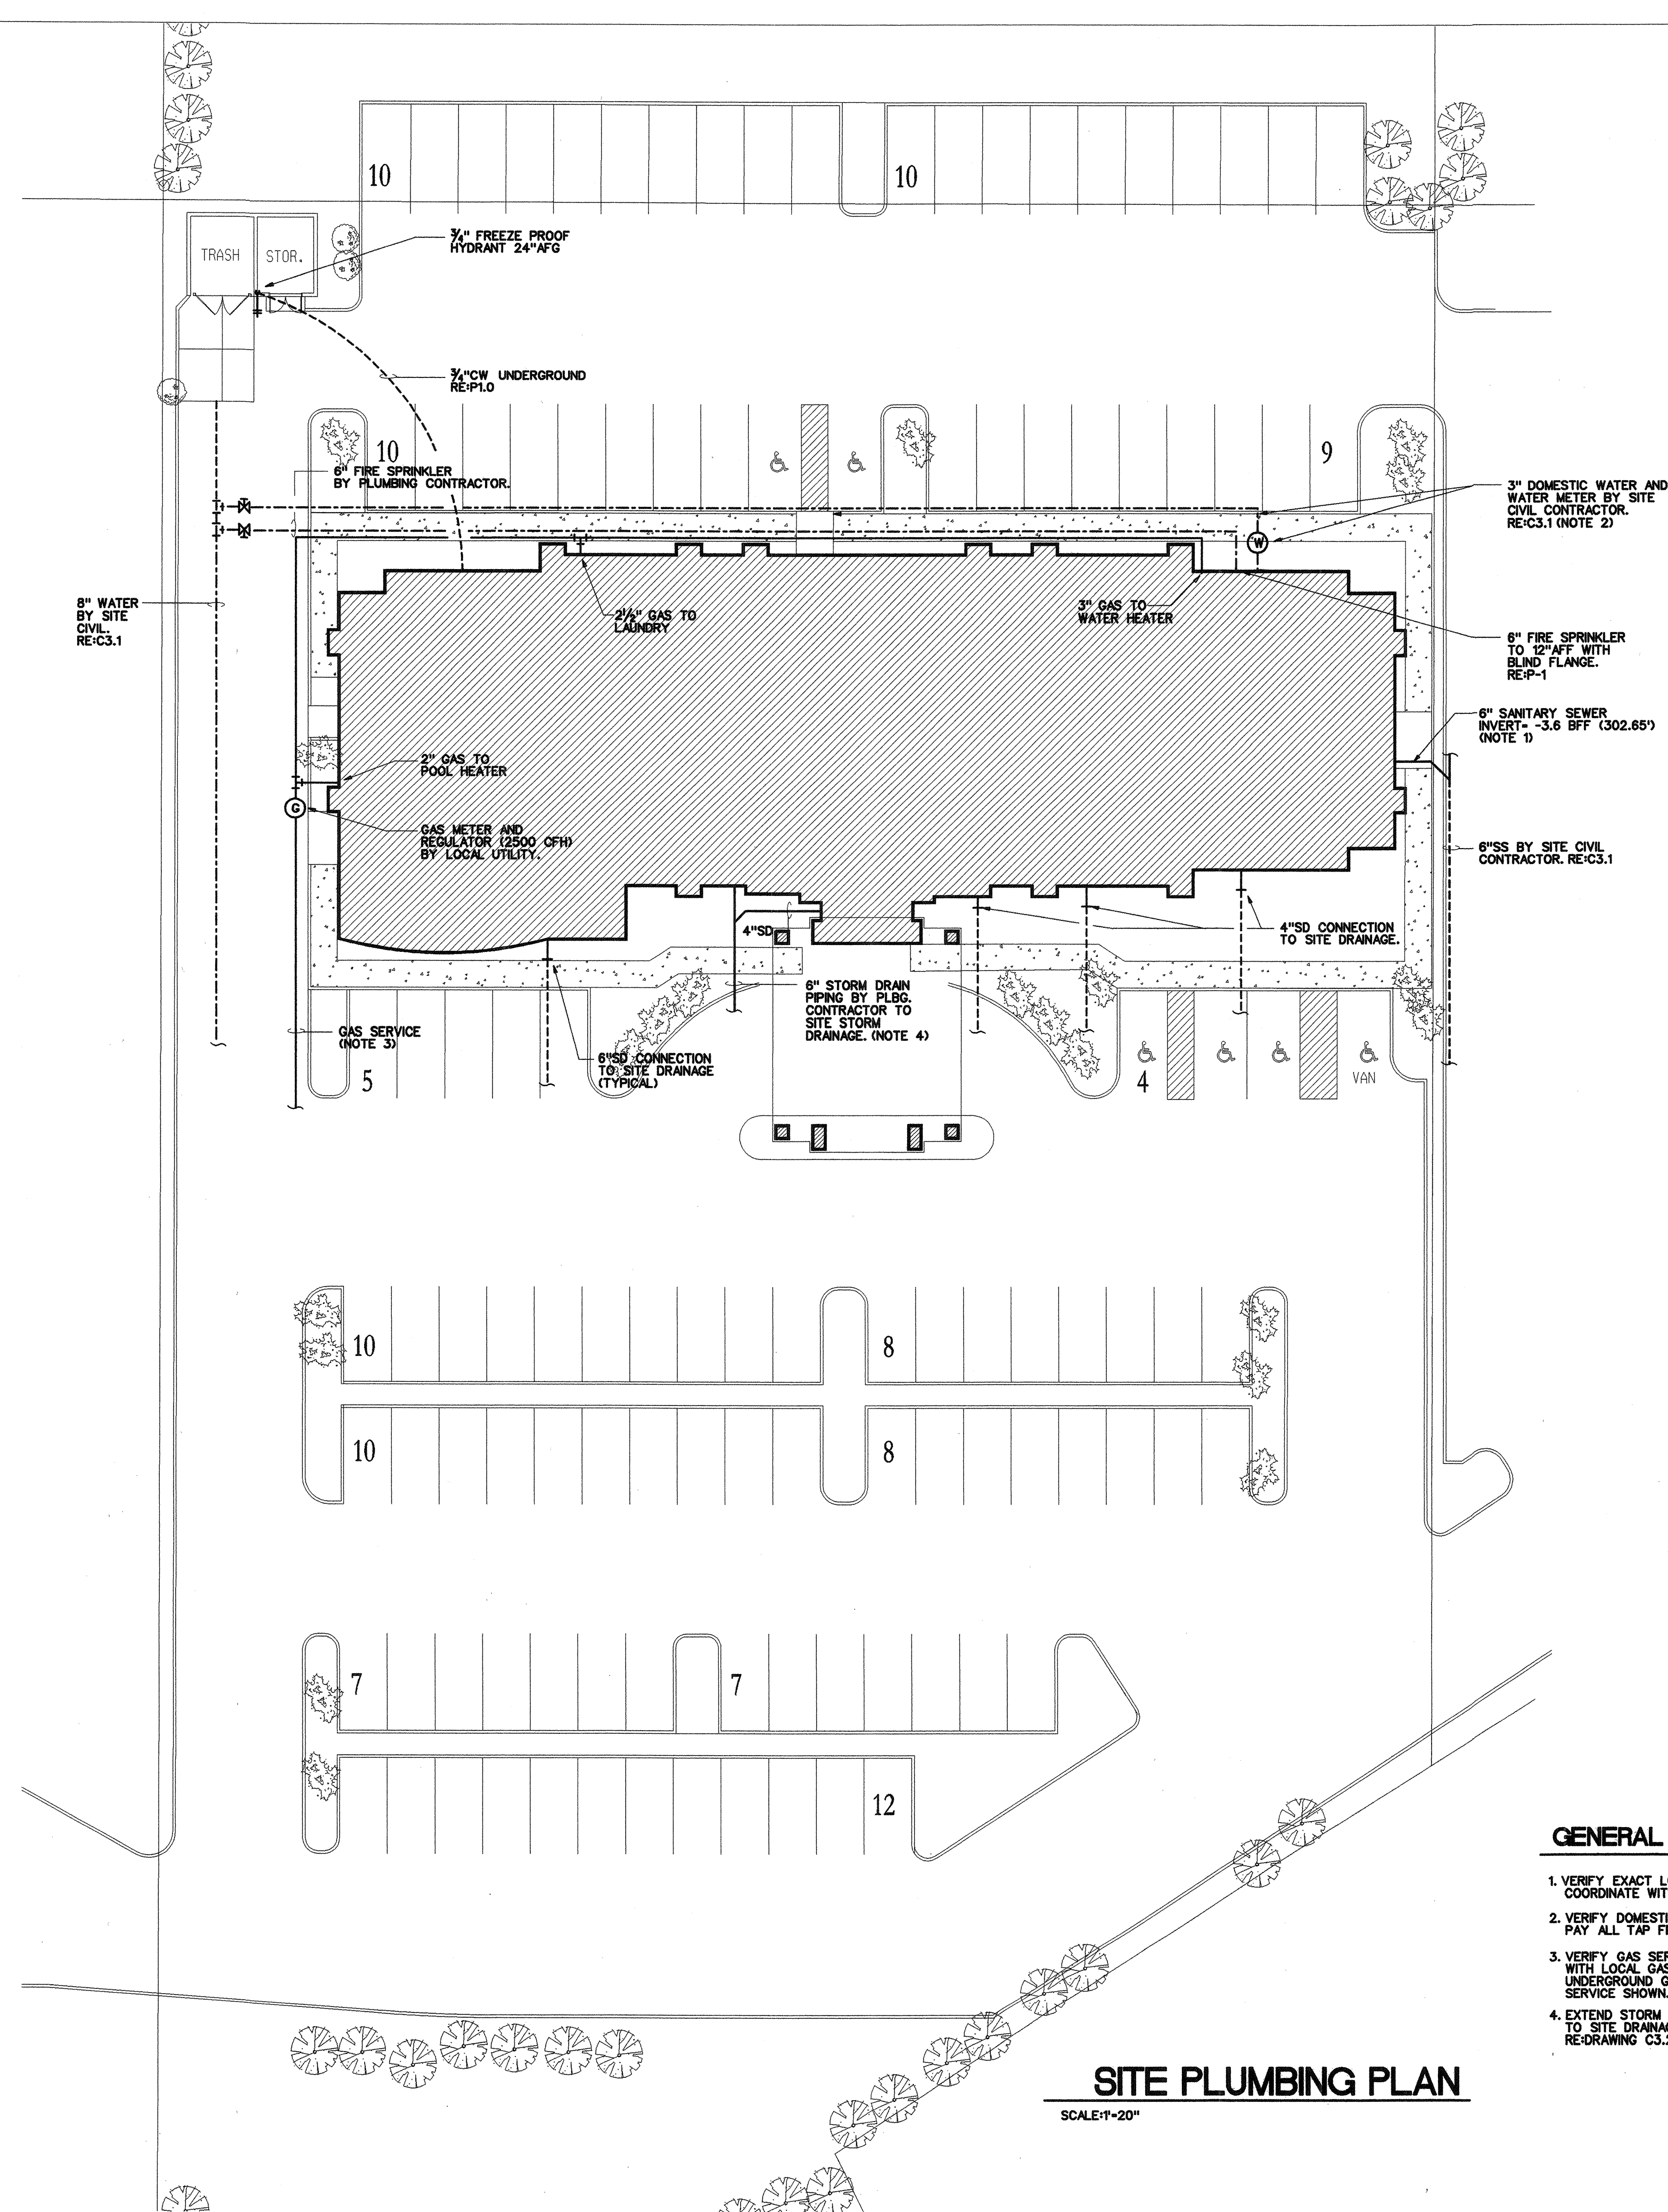 10
10
TRASH
STOR.
¾" FREEZE PROOF
HYDRANT 24"AFG
¾"CW UNDERGROUND
RE:P1.0
10
9
6" FIRE SPRINKLER
BY PLUMBING CONTRACTOR.
3" DOMESTIC WATER AND
WATER METER BY SITE
CIVIL CONTRACTOR.
RE:C3.1 (NOTE 2)
W
8" WATER
BY SITE
CIVIL.
RE:C3.1
2½" GAS TO
LAUNDRY
3" GAS TO
WATER HEATER
6" FIRE SPRINKLER
TO 12"AFF WITH
BLIND FLANGE.
RE:P-1
6" SANITARY SEWER
INVERT= -3.6 BFF (302.65')
(NOTE 1)
2" GAS TO
POOL HEATER
G
GAS METER AND
REGULATOR (2500 CFH)
BY LOCAL UTILITY.
6"SS BY SITE CIVIL
CONTRACTOR. RE:C3.1
4"SD
4"SD CONNECTION
TO SITE DRAINAGE.
6" STORM DRAIN
PIPING BY PLBG.
CONTRACTOR TO
SITE STORM
DRAINAGE. (NOTE 4)
GAS SERVICE
(NOTE 3)
6"SD CONNECTION
TO SITE DRAINAGE
(TYPICAL)
5
4
VAN
10
8
10
8
7
7
12
GENERAL
1. VERIFY EXACT
COORDINATE
2. VERIFY
PAY ALL TAP
3. VERIFY GAS
WITH LOCAL
UNDERGROUND
SERVICE SHOWN.
4. EXTEND STORM
TO SITE
RE:DRAWING
SITE PLUMBING PLAN
SCALE:1'=20"